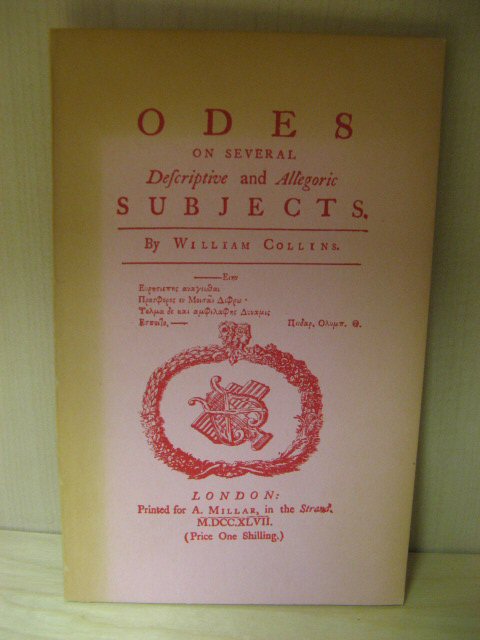 ODES
ON SEVERAL
Deſcriptive and Allegoric
SUBJECTS.
By WILLIAM COLLINS.
——Ειην
Ευρησιεπης αναγεισθαι
Προσφορος εν Μοισαν Διφρω·
Τολμα δε και αμφιλαφης Δυναμις
Εσποιτο,—— Πινδαρ. Ολυμπ. Θ.
LONDON:
Printed for A. MILLAR, in the Strand.
M.DCC.XLVII.
(Price One Shilling.)